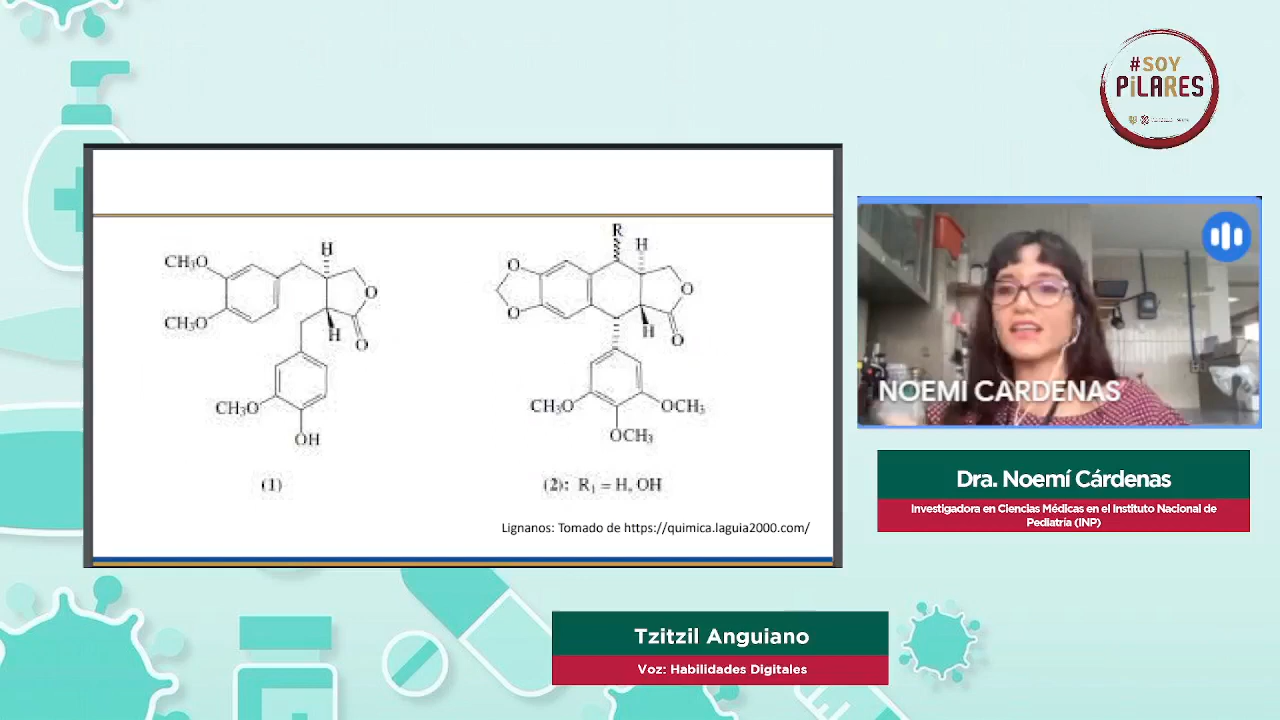 #SOY
PiLARES
R
H
CH₃O
O
O
O
CH₃O
H
O
O
H
O
CH₃O
CH₃O
OCH₃
OH
OCH₃
(1)
(2): R₁ = H, OH
Lignanos: Tomado de https://quimica.laguia2000.com/
NOEMI CARDENAS
Dra. Noemí Cárdenas
Investigadora en Ciencias Médicas en el Instituto Nacional de
Pediatría (INP)
Tzitzil Anguiano
Voz: Habilidades Digitales